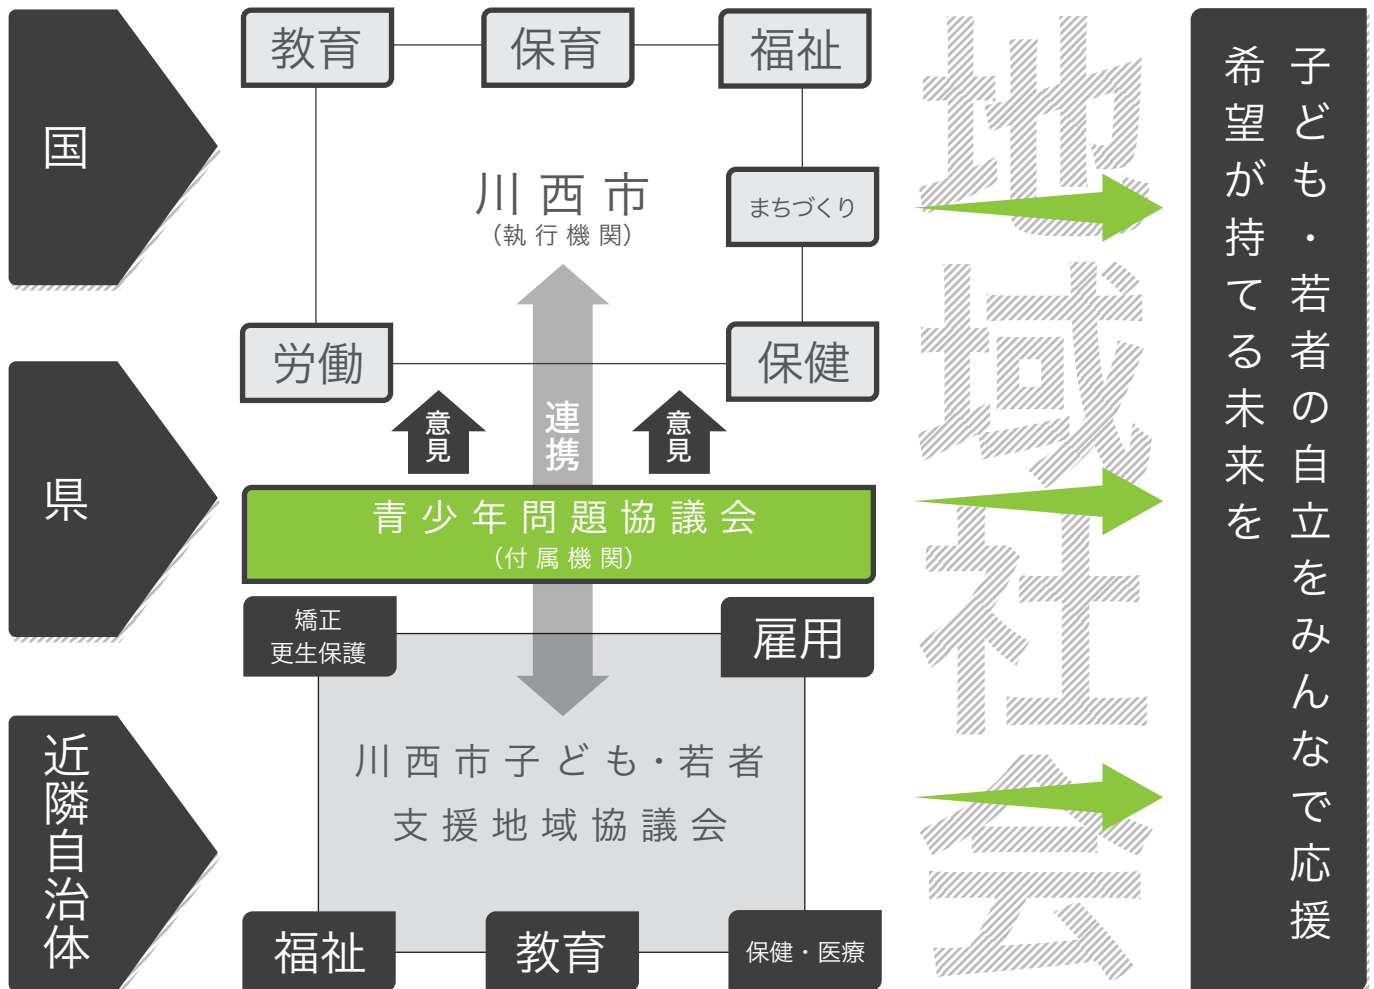 国
県
近隣自治体
教育
保育
福祉
川西市
（執行機関）
まちづくり
労働
保健
意見
連携
意見
青少年問題協議会
（付属機関）
矯正
更生保護
雇用
川西市子ども・若者
支援地域協議会
福祉
教育
保健・医療
地域社会
子ども・若者の自立をみんなで応援
希望が持てる未来を